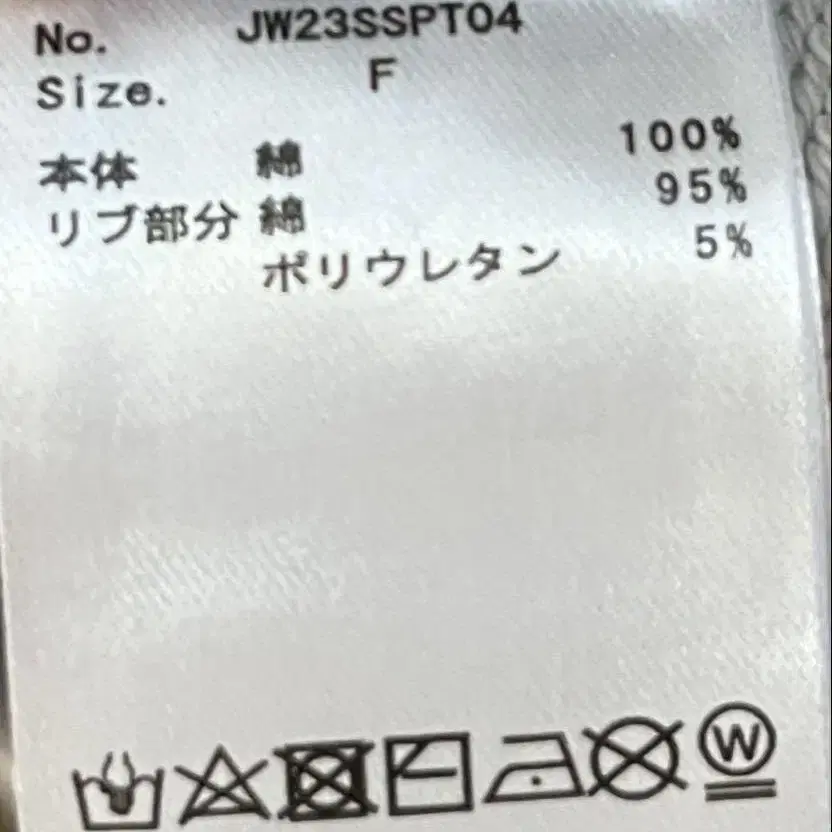 No. JW23SSPT04
Size. F
本体 綿 100%
リブ部分 綿 95%
ポリウレタン 5%
W